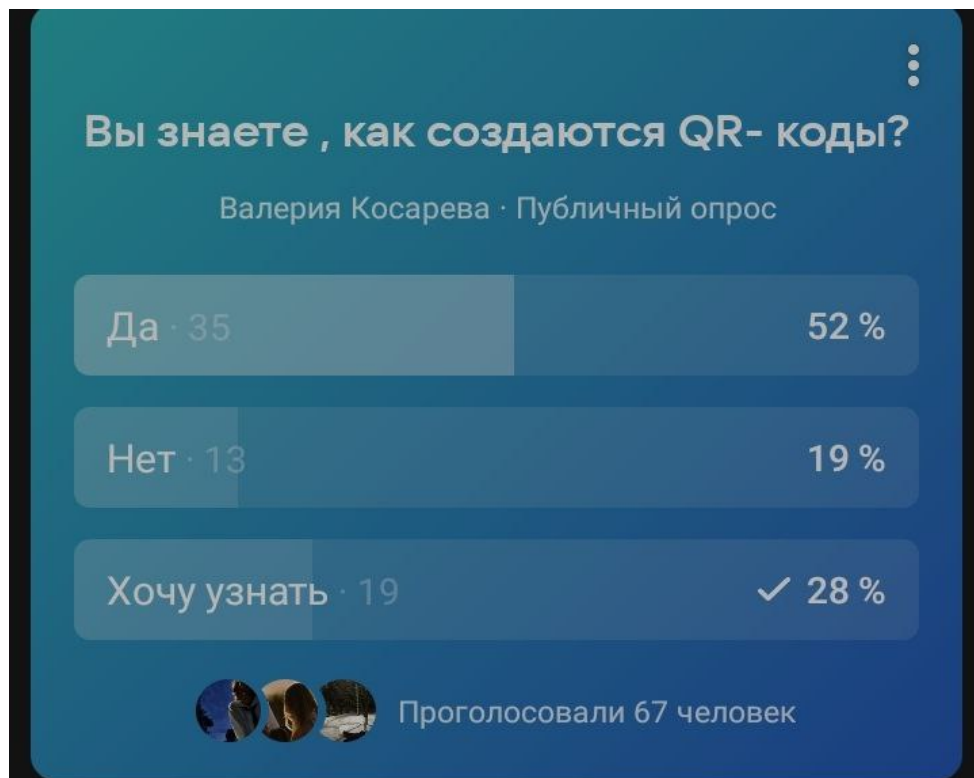 Вы знаете , как создаются QR- коды?
Валерия Косарева · Публичный опрос
Да · 35 52 %
Нет · 13 19 %
Хочу узнать · 19 28 %
Проголосовали 67 человек